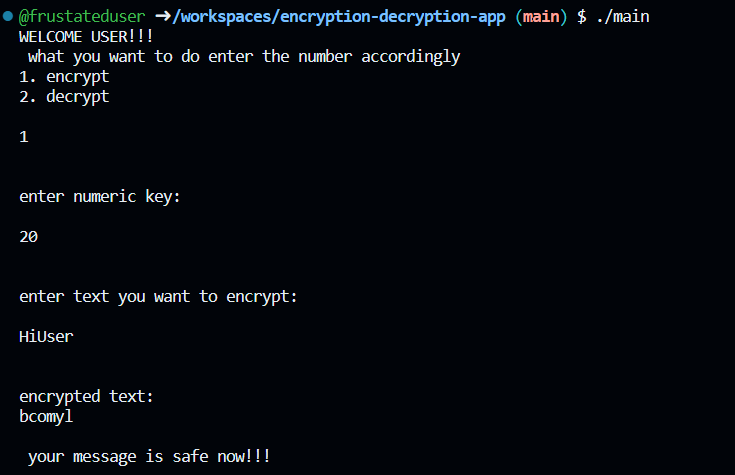 @frustateduser ➜/workspaces/encryption-decryption-app (main) $ ./main
WELCOME USER!!!
what you want to do enter the number accordingly
1. encrypt
2. decrypt
1
enter numeric key:
20
enter text you want to encrypt:
HiUser
encrypted text:
bcomyl
your message is safe now!!!